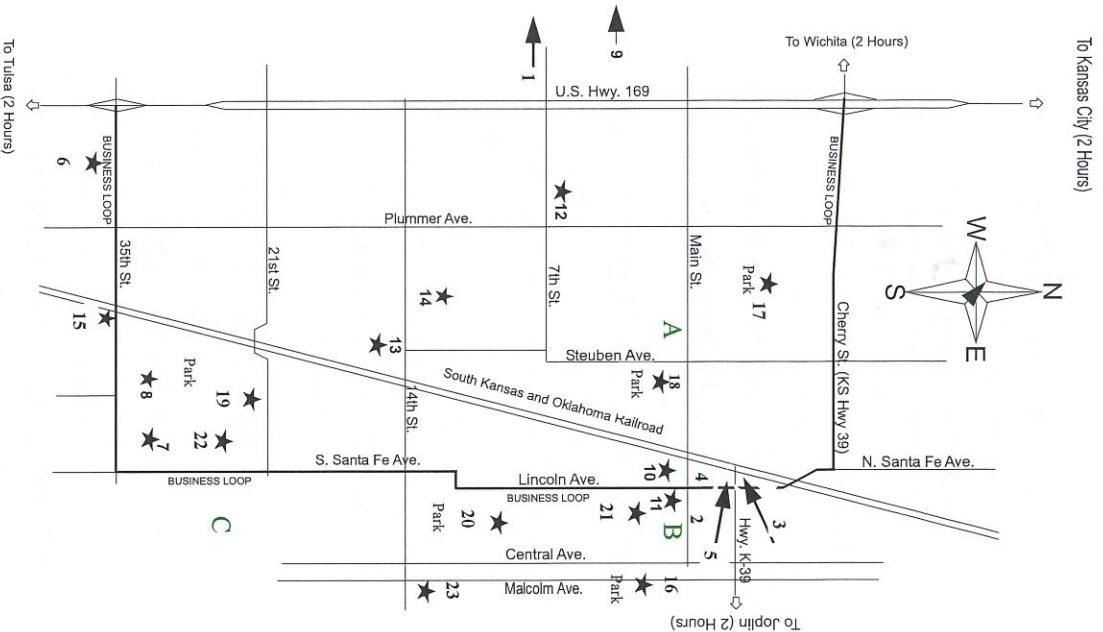 To Kansas City (2 Hours)
To Wichita (2 Hours)
9
1
U.S. Hwy. 169
To Tulsa (2 Hours)
BUSINESS LOOP
BUSINESS LOOP
6
12
Plummer Ave.
W
N
S
E
35th St.
21st St.
14
7th St.
Main St.
Park
17
15
13
A
Cherry St. (KS Hwy 39)
Steuben Ave.
Park
8
19
14th St.
South Kansas and Oklahoma Railroad
Park
18
7
22
S. Santa Fe Ave.
10
4
N. Santa Fe Ave.
BUSINESS LOOP
Lincoln Ave.
BUSINESS LOOP
11
2
C
Park
20
21
B
3
5
Hwy. K-39
Central Ave.
23
Malcolm Ave.
Park
16
To Joplin (2 Hours)